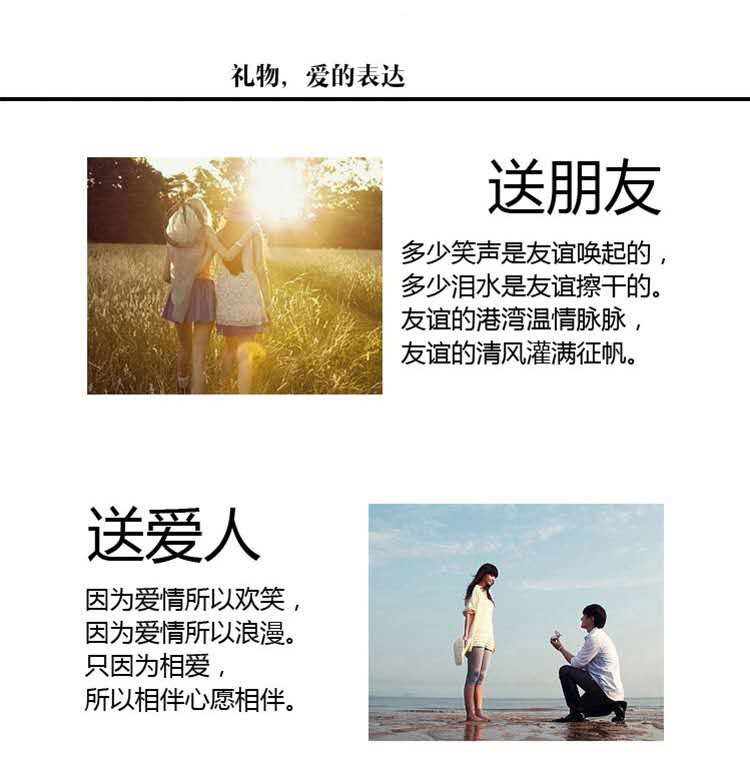 礼物，爱的表达
送朋友
多少笑声是友谊唤起的，
多少泪水是友谊擦干的。
友谊的港湾温情脉脉，
友谊的清风灌满征帆。
送爱人
因为爱情所以欢笑，
因为爱情所以浪漫。
只因为相爱，
所以相伴心愿相伴。